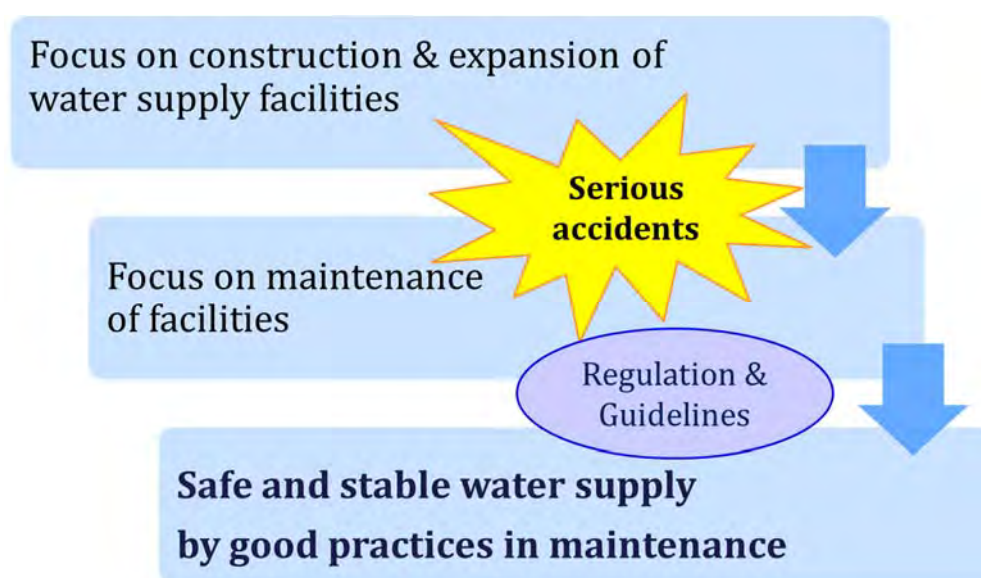 Focus on construction & expansion of
water supply facilities
Serious
accidents
Focus on maintenance
of facilities
Regulation &
Guidelines
Safe and stable water supply
by good practices in maintenance